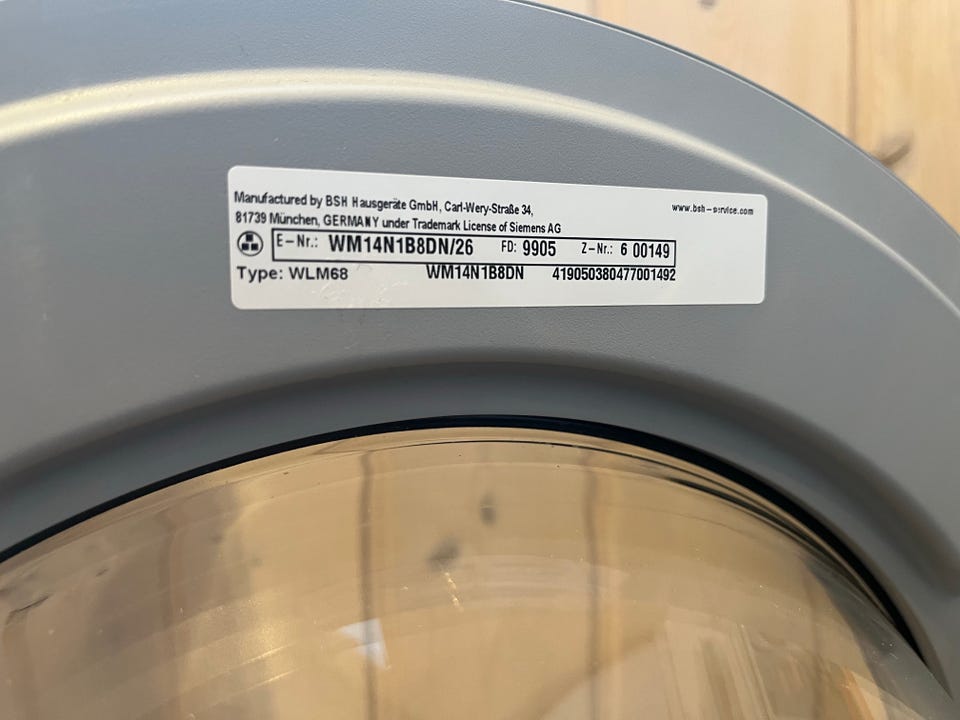 Manufactured by BSH Hausgeräte GmbH, Carl-Wery-Straße 34,
www.bsh-service.com
81739 München, GERMANY under Trademark License of Siemens AG
E-Nr.: WM14N1B8DN/26 FD: 9905 Z-Nr.: 6 00149
Type: WLM68 WM14N1B8DN 419050380477001492